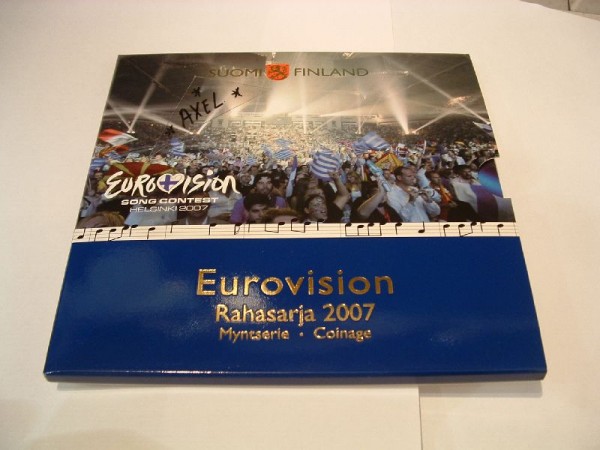 SUOMI FINLAND
* AXEL * *
EUROVISION
SONG CONTEST
HELSINKI 2007
Eurovision
Rahasarja 2007
Myntserie • Coinage